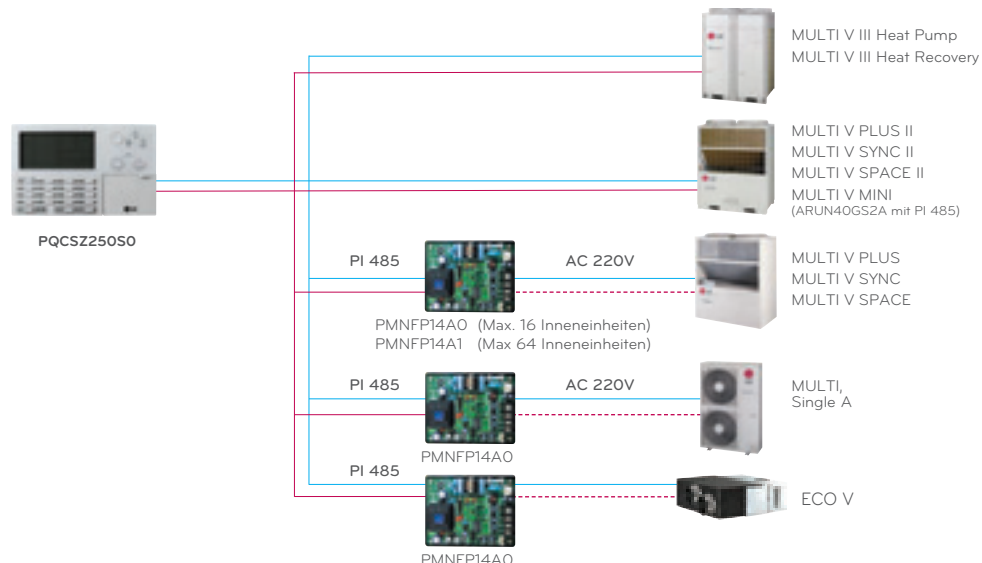 MULTI V III Heat Pump
MULTI V III Heat Recovery
MULTI V PLUS II
MULTI V SYNC II
MULTI V SPACE II
MULTI V MINI
(ARUN40GS2A mit PI 485)
PQCSZ250S0
PI 485
AC 220V
MULTI V PLUS
MULTI V SYNC
MULTI V SPACE
PMNFP14A0 (Max. 16 Inneneinheiten)
PMNFP14A1 (Max 64 Inneneinheiten)
PI 485
AC 220V
MULTI,
Single A
PMNFP14A0
PI 485
ECO V
PMNFP14A0